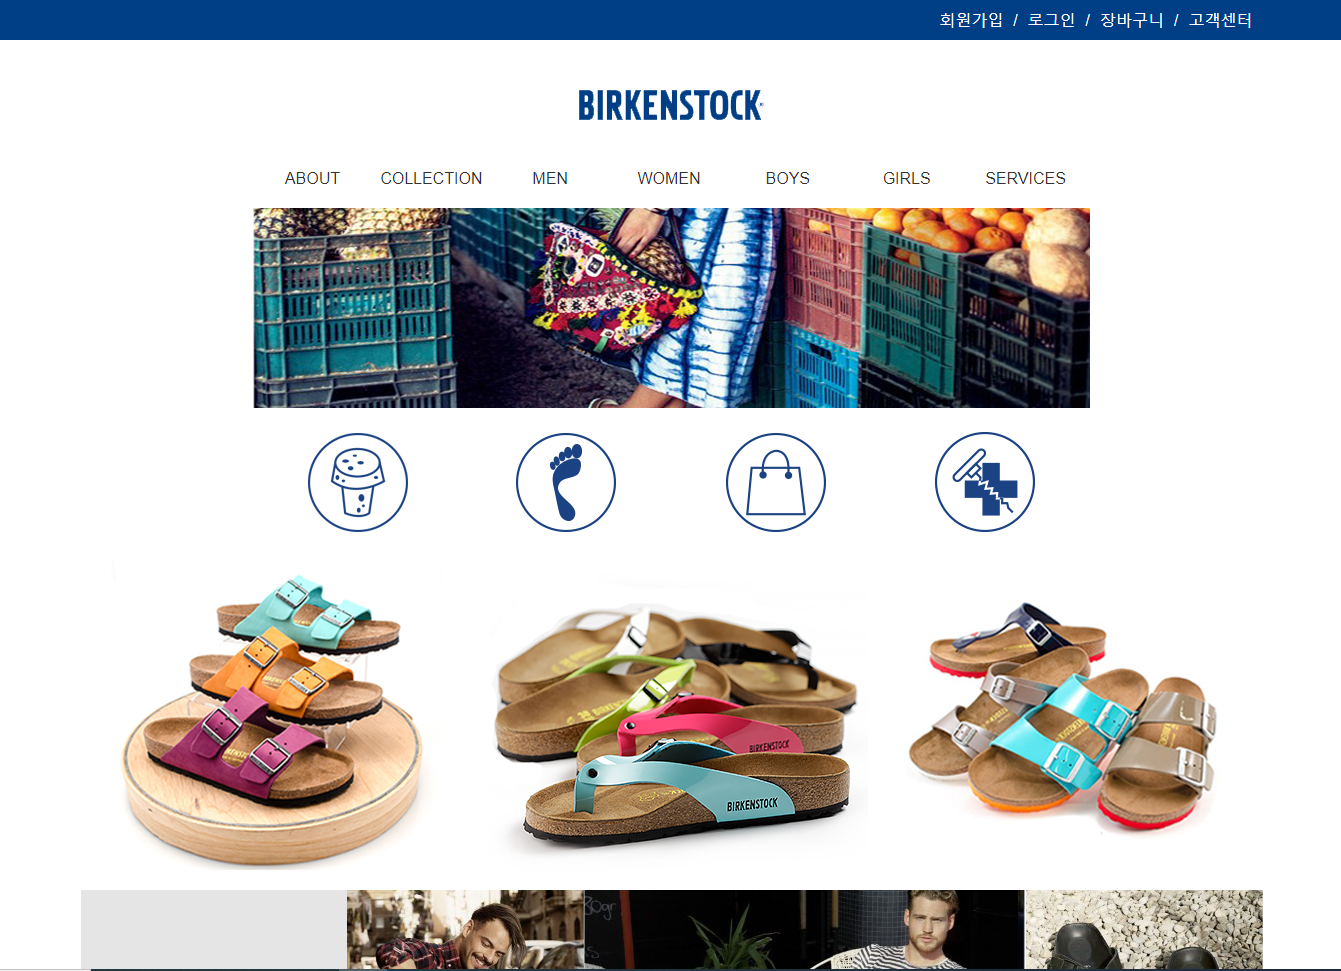 회원가입 / 로그인 / 장바구니 / 고객센터
BIRKENSTOCK
ABOUT COLLECTION MEN WOMEN BOYS GIRLS SERVICES
BIRKENSTOCK
BIRKENSTOCK